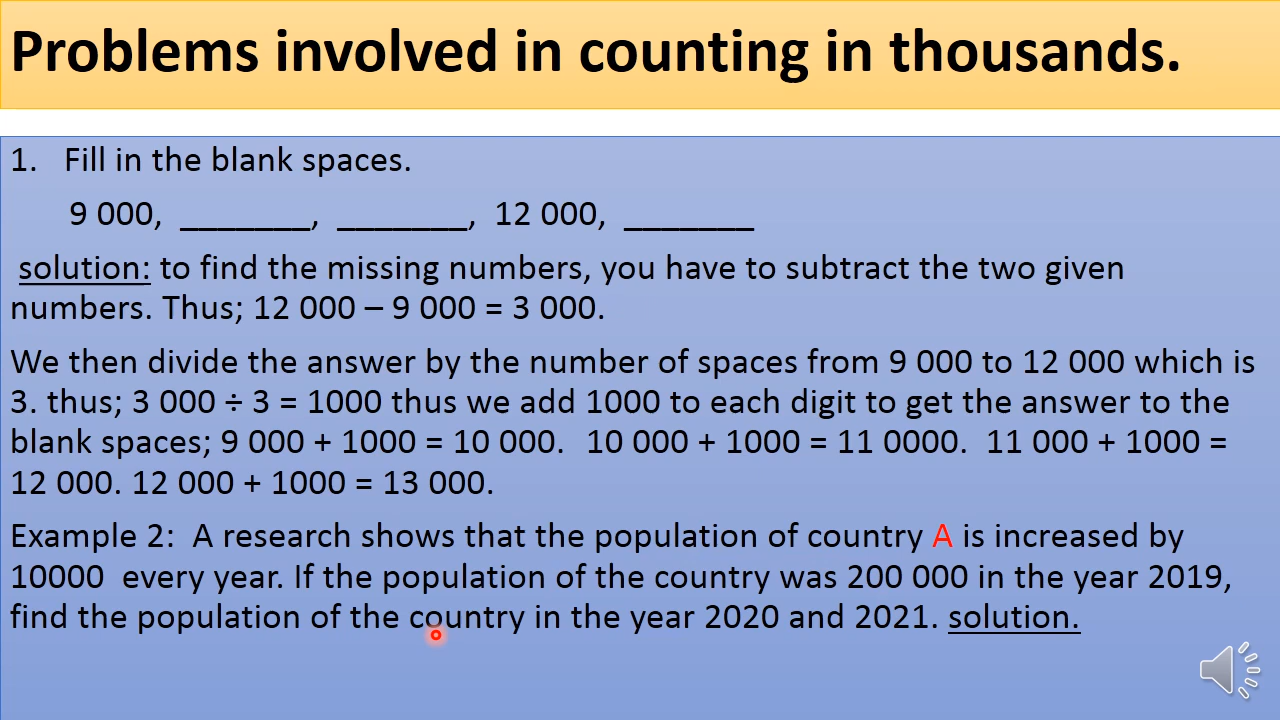 Problems involved in counting in thousands.
1. Fill in the blank spaces.
9 000, _______, _______, 12 000, _______
solution: to find the missing numbers, you have to subtract the two given
numbers. Thus; 12 000 – 9 000 = 3 000.
We then divide the answer by the number of spaces from 9 000 to 12 000 which is
3. thus; 3 000 ÷ 3 = 1000 thus we add 1000 to each digit to get the answer to the
blank spaces; 9 000 + 1000 = 10 000. 10 000 + 1000 = 11 0000. 11 000 + 1000 =
12 000. 12 000 + 1000 = 13 000.
Example 2: A research shows that the population of country A is increased by
10000 every year. If the population of the country was 200 000 in the year 2019,
find the population of the country in the year 2020 and 2021. solution.